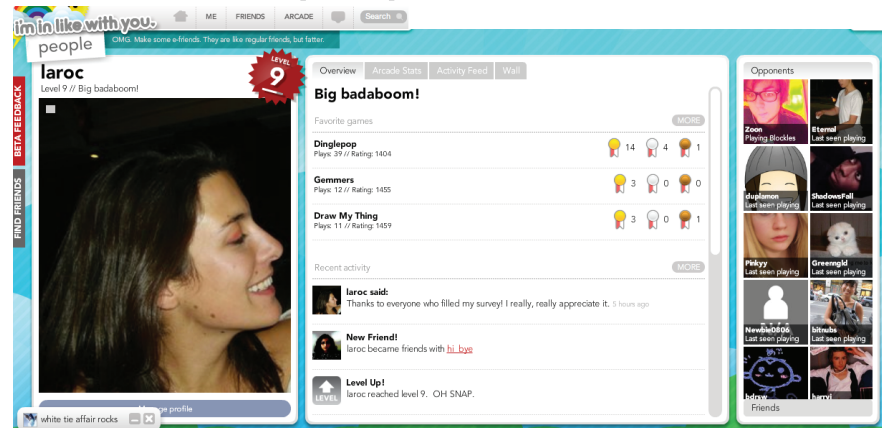 i'm in like with you.
people
OMG. Make some e-friends. They are like regular friends, but fatter.
ME
FRIENDS
ARCADE
Search
BETA FEEDBACK
FIND FRIENDS
laroc
Level 9 // Big badaboom!
LEVEL
9
profile
white tie affair rocks
Overview
Arcade Stats
Activity Feed
Wall
Big badaboom!
Favorite games
MORE
Dinglepop
Plays: 39 // Rating: 1404
14
4
1
Gemmers
Plays: 12 // Rating: 1455
3
0
0
Draw My Thing
Plays: 11 // Rating: 1459
3
0
1
Recent activity
MORE
laroc said:
Thanks to everyone who filled my survey! I really, really appreciate it. 5 hours ago
New Friend!
laroc became friends with hi_bye
LEVEL
Level Up!
laroc reached level 9. OH SNAP.
Opponents
Zoon
Playing Blockles
Eternal
Last seen playing
duplamon
Last seen playing
ShadowsFall
Last seen playing
Pinkyy
Last seen playing
Greenngld
Last seen playing
Newbie0806
Last seen playing
bitnubs
Last seen playing
bdrsw
harryi
Friends